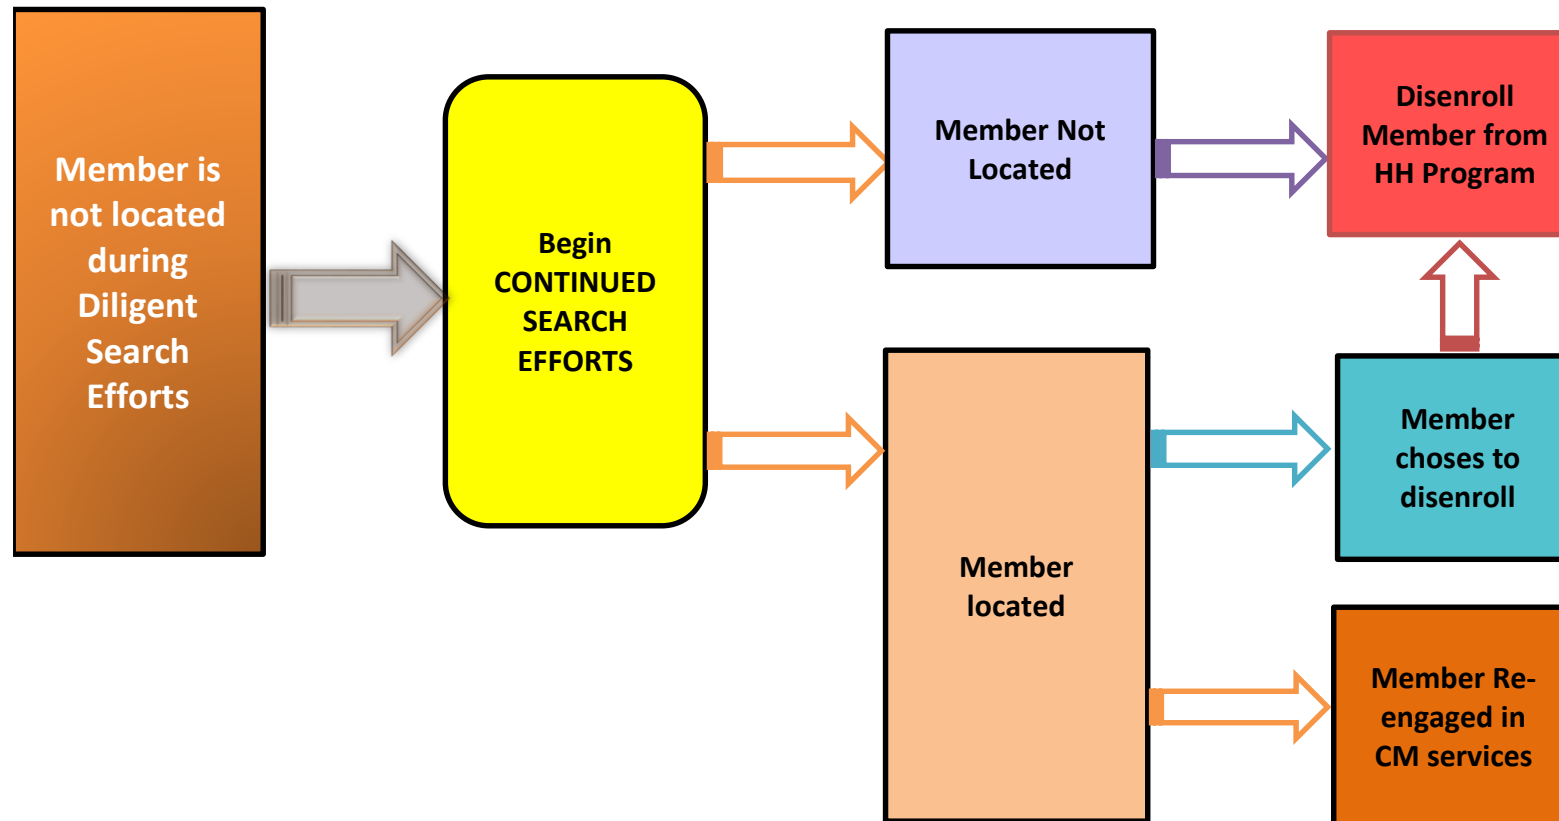 Member is
not located
during
Diligent
Search
Efforts
Begin
CONTINUED
SEARCH
EFFORTS
Member Not
Located
Disenroll
Member from
HH Program
Member
located
Member
choses to
disenroll
Member Re-
engaged in
CM services